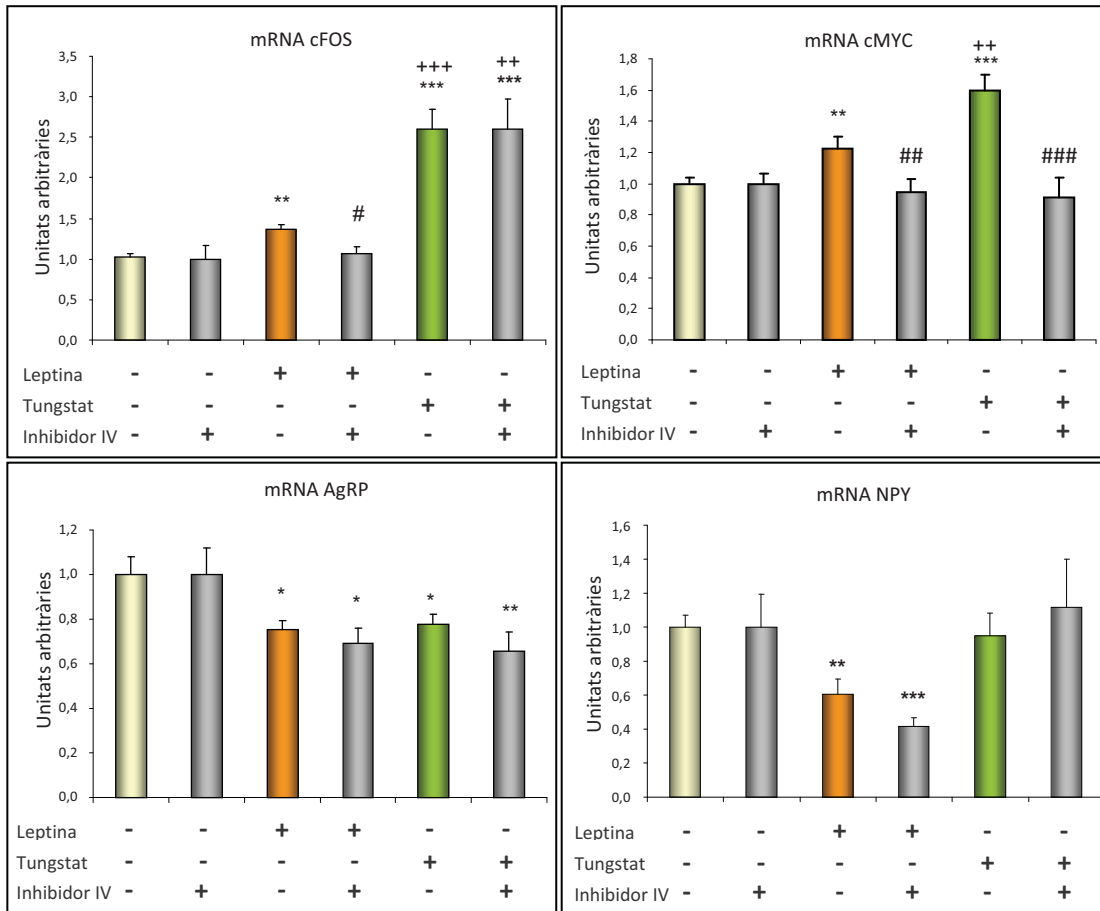 mRNA cFOS
Unitats arbitràries
3,5
3,0
2,5
2,0
1,5
1,0
0,5
0,0
**
#
+++
***
++
***
Leptina - - + + - -
Tungstat - - - - + +
Inhibidor IV - + - + - +
mRNA cMYC
Unitats arbitràries
1,8
1,6
1,4
1,2
1,0
0,8
0,6
0,4
0,2
0,0
**
##
++
***
###
Leptina - - + + - -
Tungstat - - - - + +
Inhibidor IV - + - + - +
mRNA AgRP
Unitats arbitràries
1,2
1,0
0,8
0,6
0,4
0,2
0,0
*
*
*
**
Leptina - - + + - -
Tungstat - - - - + +
Inhibidor IV - + - + - +
mRNA NPY
Unitats arbitràries
1,6
1,4
1,2
1,0
0,8
0,6
0,4
0,2
0,0
**
***
Leptina - - + + - -
Tungstat - - - - + +
Inhibidor IV - + - + - +